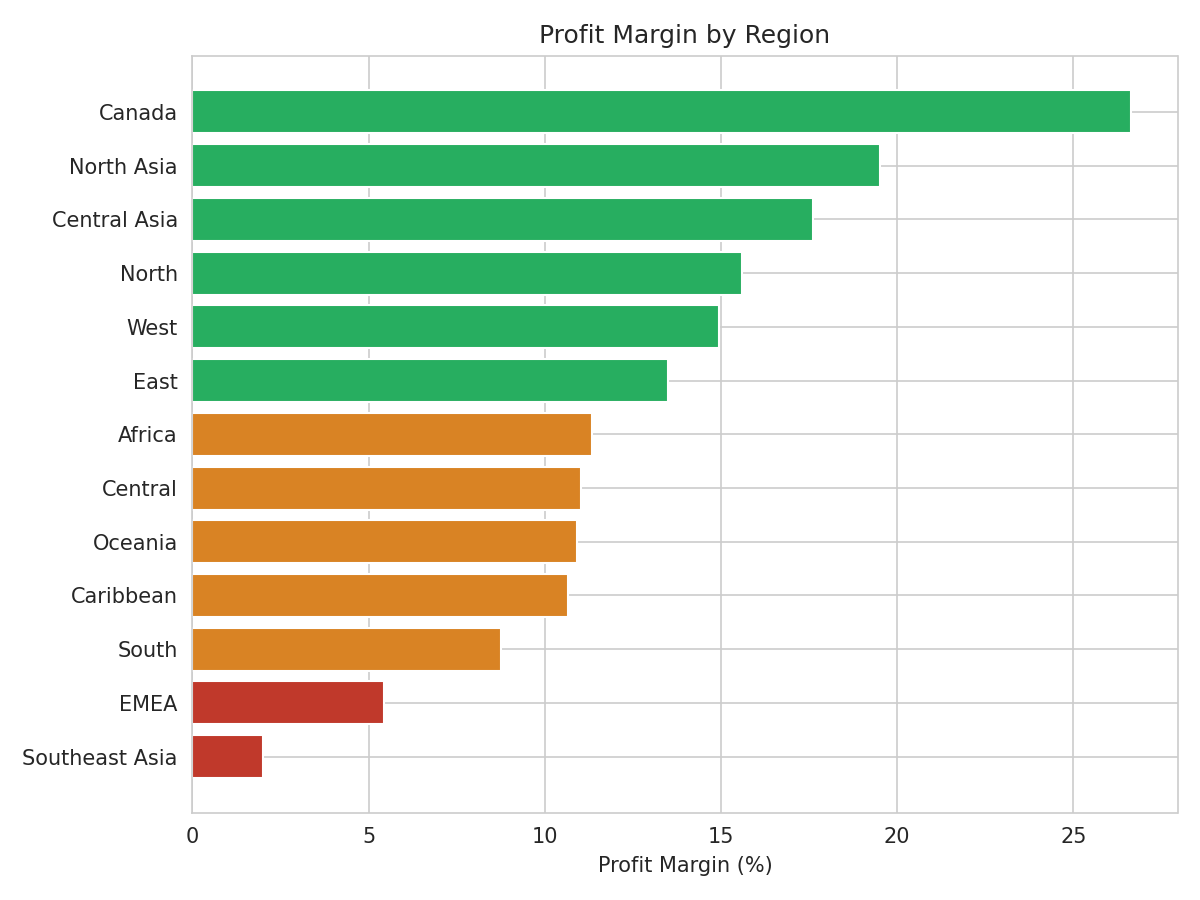 Profit Margin by Region
Canada
North Asia
Central Asia
North
West
East
Africa
Central
Oceania
Caribbean
South
EMEA
Southeast Asia
0 5 10 15 20 25
Profit Margin (%)